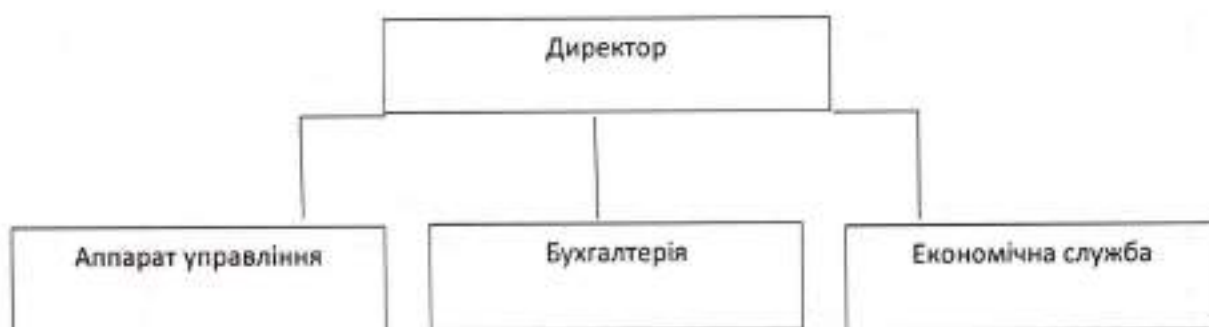 Директор
Аппарат управління
Бухгалтерія
Економічна служба